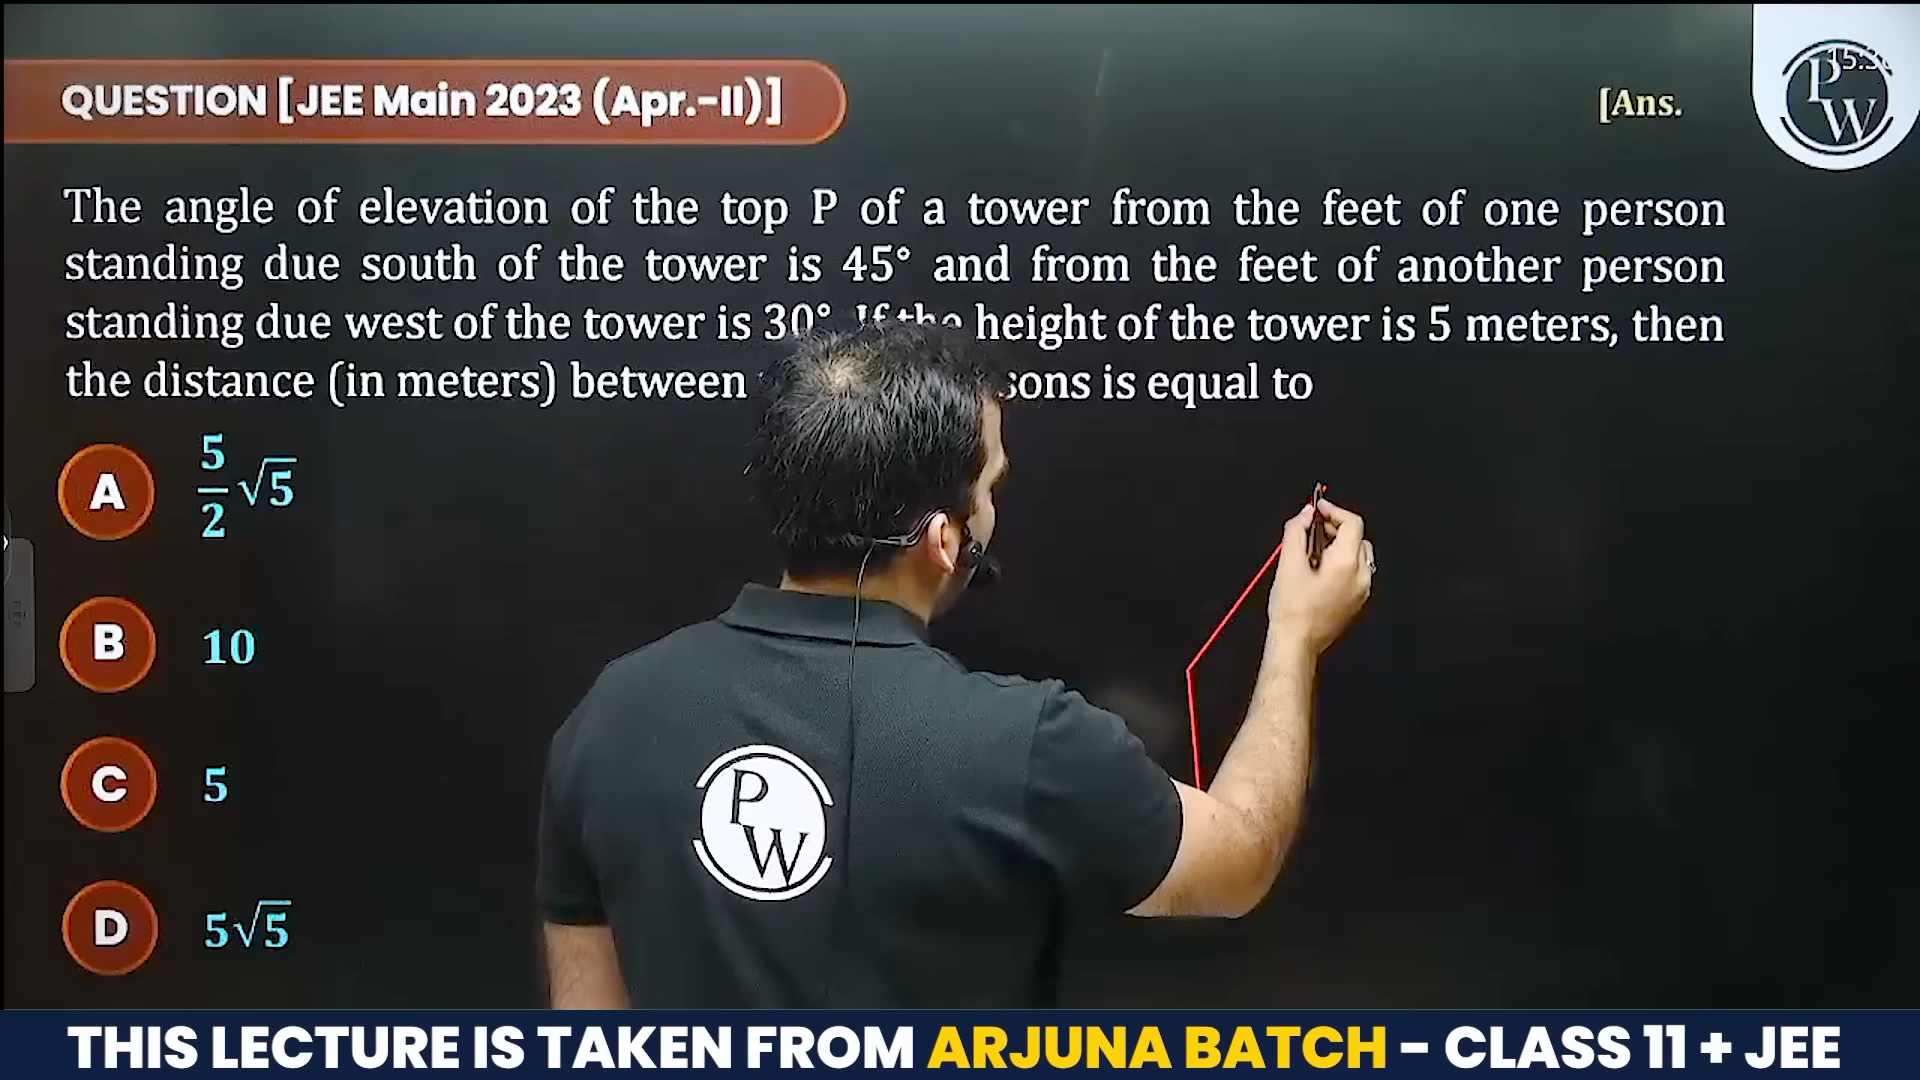 QUESTION [JEE Main 2023 (Apr.-II)]
[Ans.
P
W
The angle of elevation of the top P of a tower from the feet of one person
standing due south of the tower is 45° and from the feet of another person
standing due west of the tower is 30°. If the height of the tower is 5 meters, then
the distance (in meters) between sons is equal to
A 5/2 √5
B 10
C 5
D 5√5
P
W
THIS LECTURE IS TAKEN FROM ARJUNA BATCH - CLASS 11 + JEE